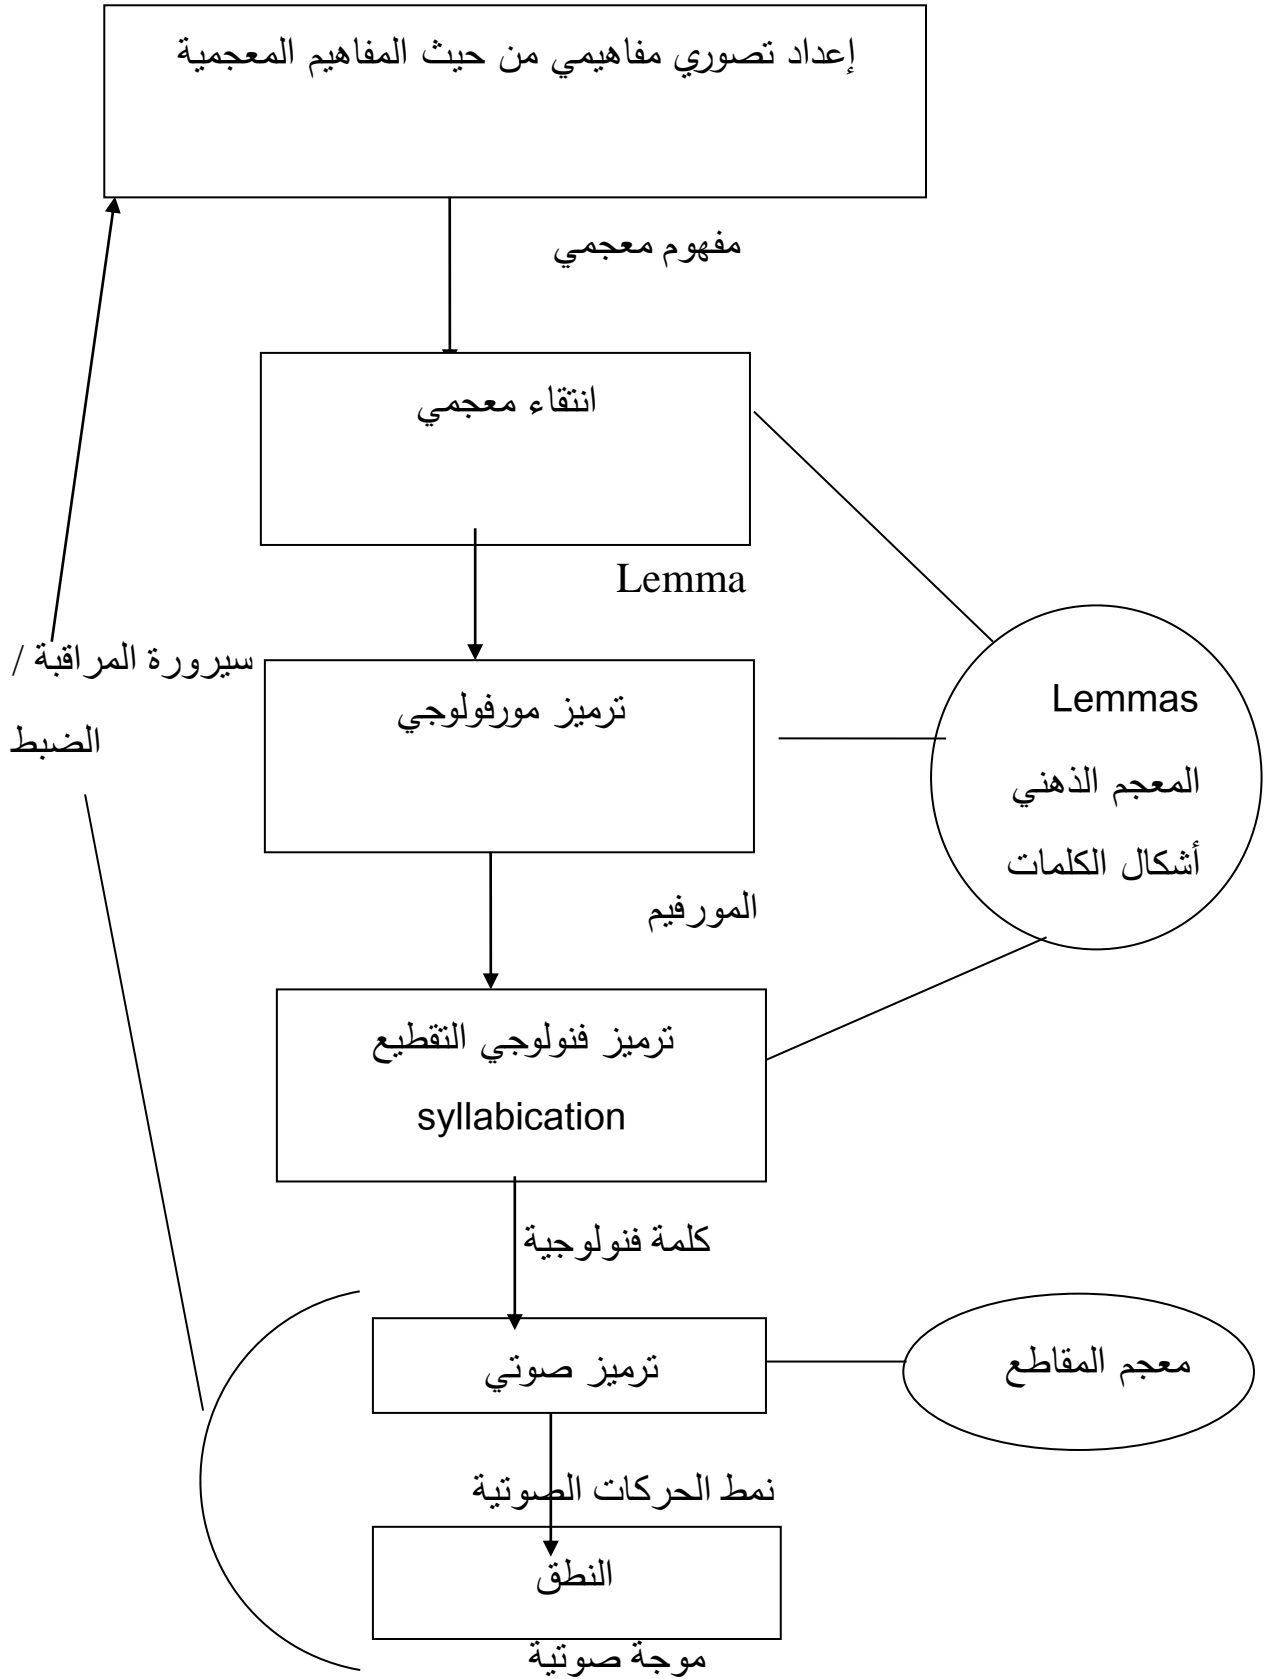 إعداد تصوري مفاهيمي من حيث المفاهيم المعجمية
مفهوم معجمي
انتقاء معجمي
Lemma
سيرورة المراقبة /
الضبط
ترميز مورفولوجي
Lemmas
المعجم الذهني
أشكال الكلمات
المورفيم
ترميز فنولوجي التقطيع
syllabication
كلمة فنولوجية
ترميز صوتي
معجم المقاطع
نمط الحركات الصوتية
النطق
موجة صوتية